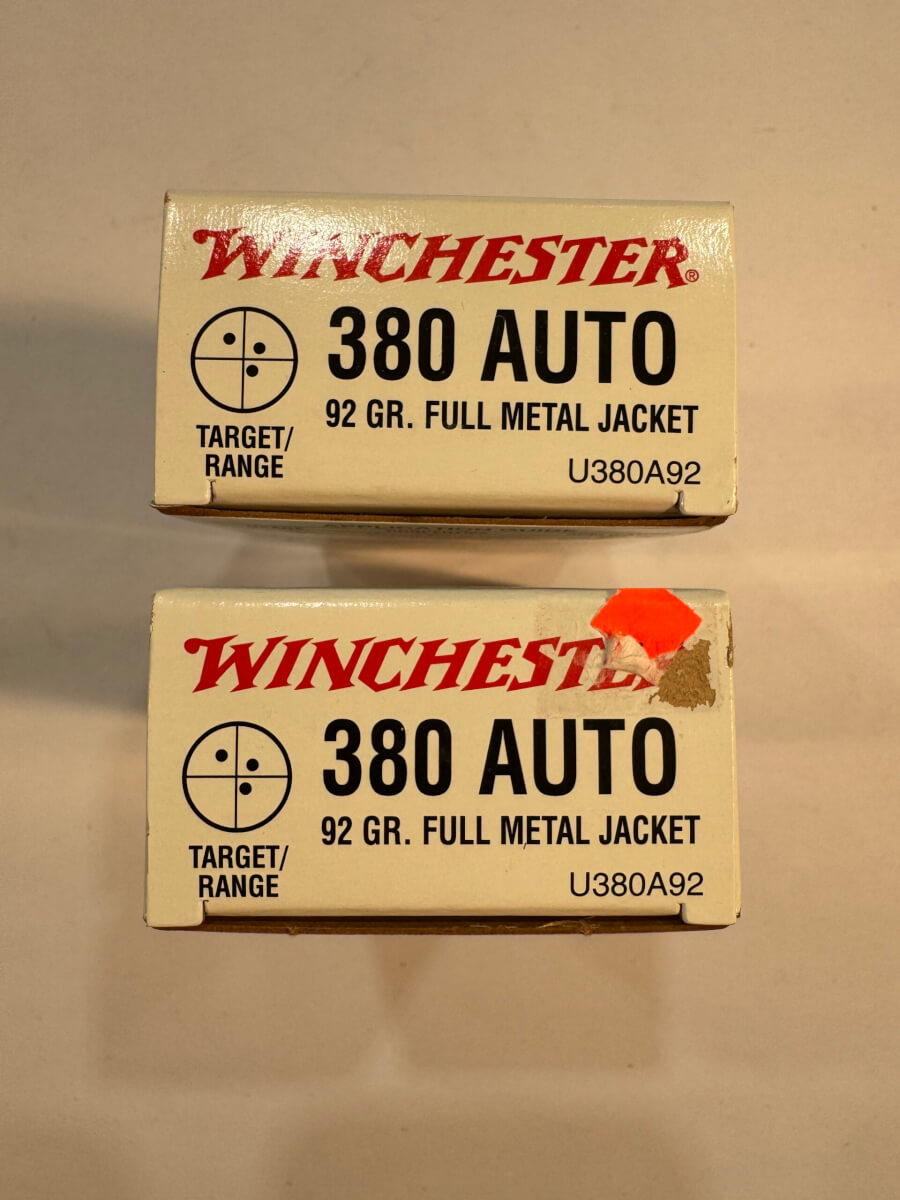 WINCHESTER®
380 AUTO
92 GR. FULL METAL JACKET
TARGET/
RANGE
U380A92
WINCHESTE
380 AUTO
92 GR. FULL METAL JACKET
TARGET/
RANGE
U380A92